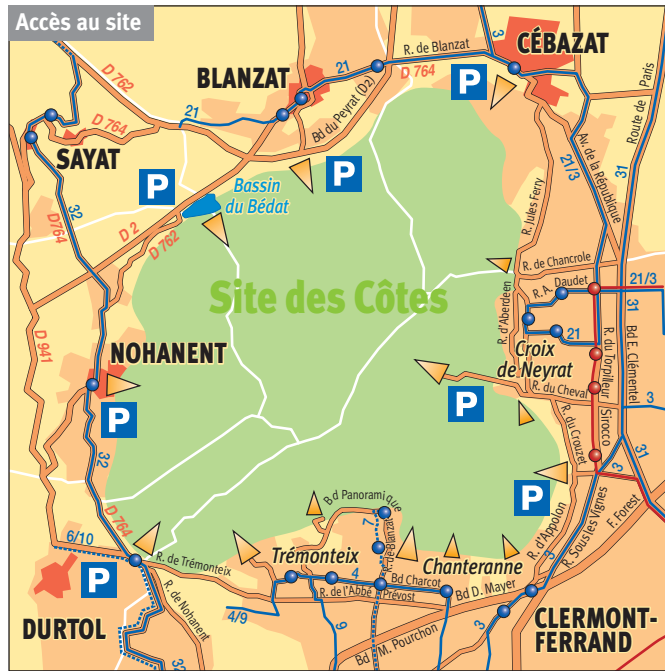 Accès au site
3
CÉBAZAT
R. de Blanzat
BLANZAT
21
D 764
D 762
P
Bd du Peyrat (D2)
21
D 764
SAYAT
Route de Paris
31
Av. de la République
21/3
P
P
Bassin
du Bédat
32
D764
D 2
D 762
R. Jules Ferry
R. de Chancrole
21/3
R. A. Daudet
31
Site des Côtes
R. d'Aberdeen
21
Croix
de Neyrat
R. du Torpilleur
Sirocco
Bd E. Clémentel
D 941
NOHANENT
R. du Cheval
3
P
P
R. du Crouzet
32
31
3
P
Bd Panoramique
7
R. de Blanzat
R. d'Appolon
R. Sous les Vignes
F. Forest
D 764
6/10
R. de Trémonteix
Trémonteix
Chanteranne
P
4
Bd Charcot
R. de l'Abbé Prévost
Bd D. Mayer
3
R. de Nohanent
4/9
9
3
DURTOL
Bd M. Pourchon
CLERMONT-
FERRAND
32